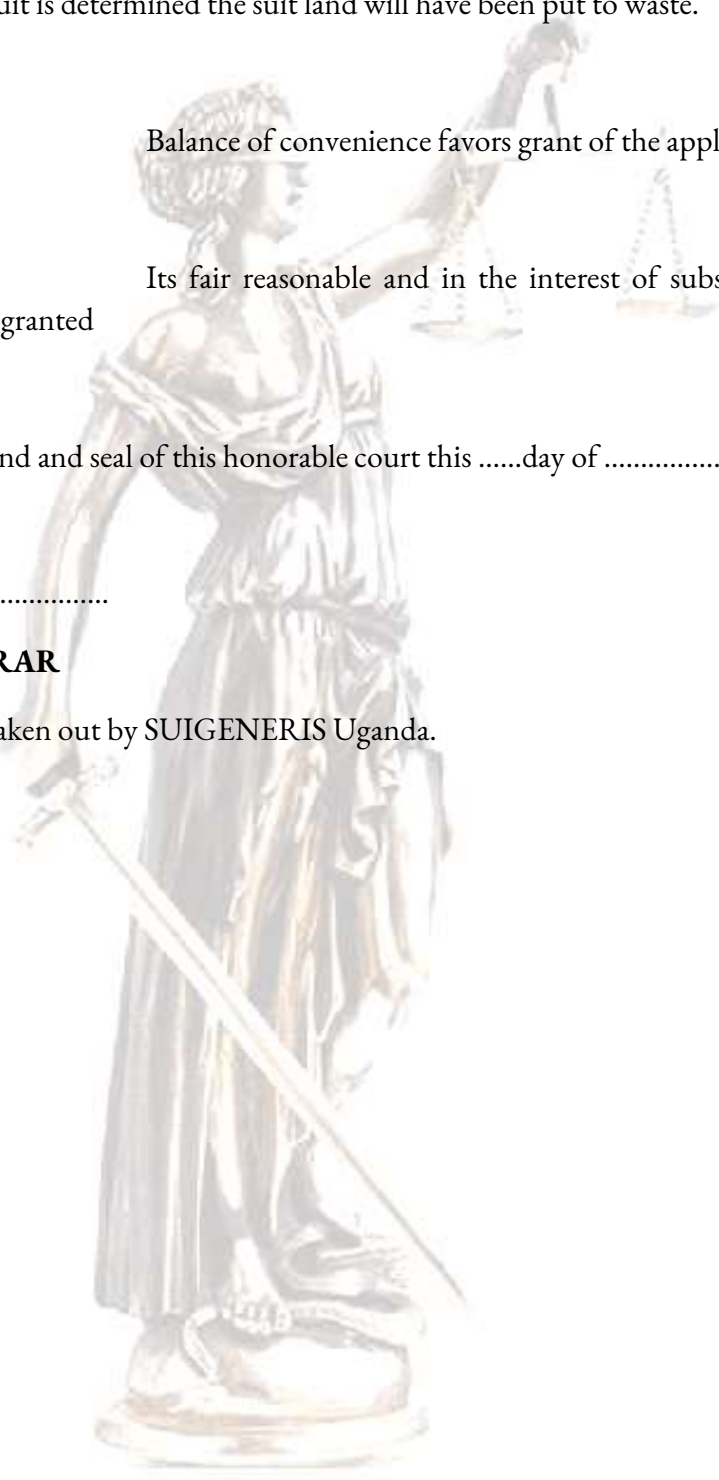 uit is determined the suit land will have been put to waste.
Balance of convenience favors grant of the appl
Its fair reasonable and in the interest of subs
granted
nd and seal of this honorable court this ......day of ................
...............
RAR
aken out by SUIGENERIS Uganda.